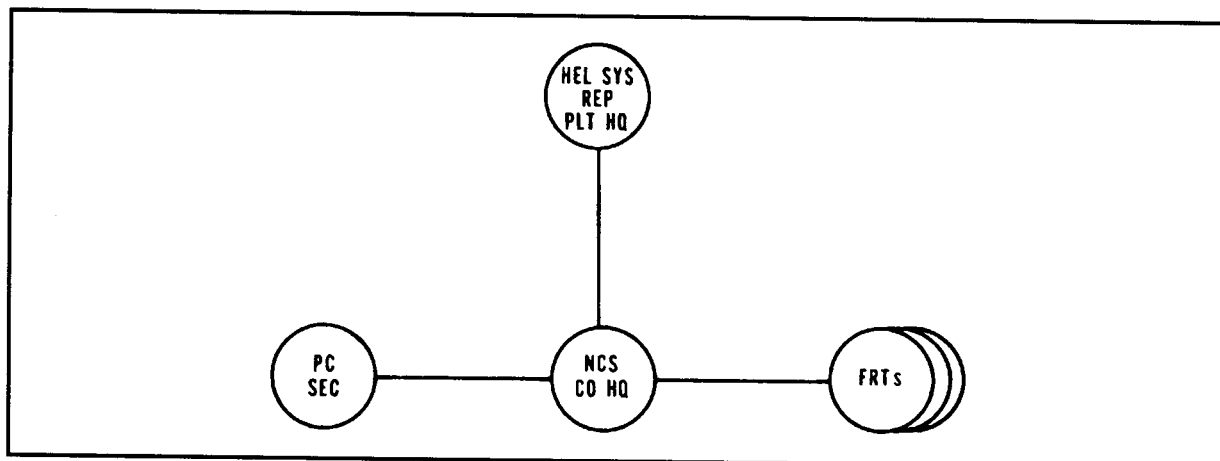 HEL SYS
REP
PLT HQ
PC
SEC
NCS
CO HQ
FRTs